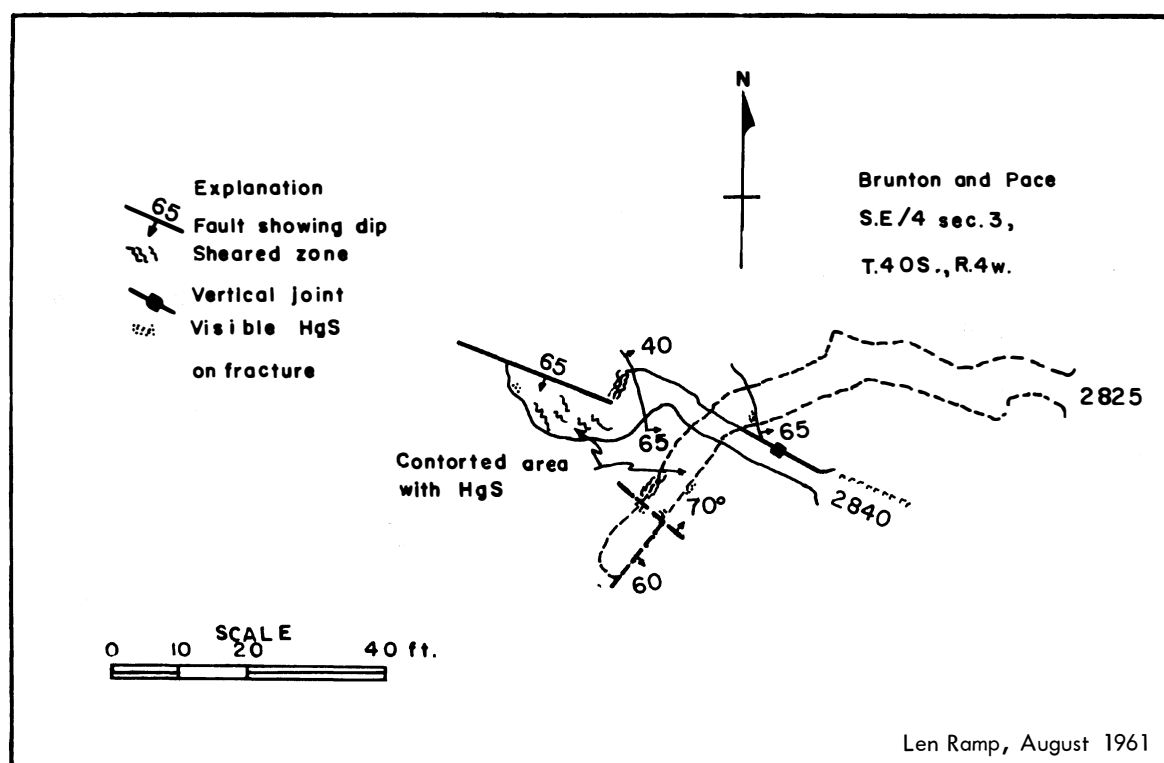 N
Explanation
65
Fault showing dip
Sheared zone
Vertical joint
Visible HgS
on fracture
Brunton and Pace
S.E/4 sec. 3,
T.40S., R.4w.
65
40
65
65
2825
Contorted area
with HgS
70°
2840
60
SCALE
0 10 20 40 ft.
Len Ramp, August 1961